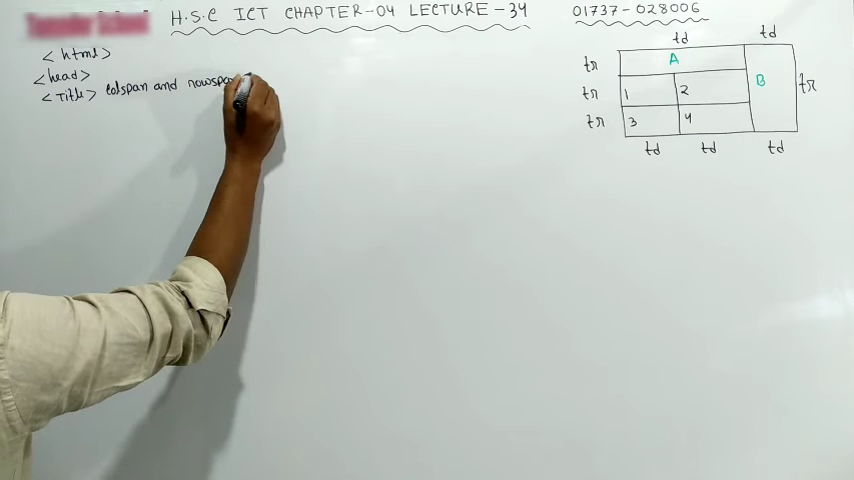 H.S.C ICT CHAPTER-04 LECTURE-34 01737-028006
<html>
<head>
<Title> colspan and rowspan
td td
tr A
tr 1 2 B tr
tr 3 4
td td td